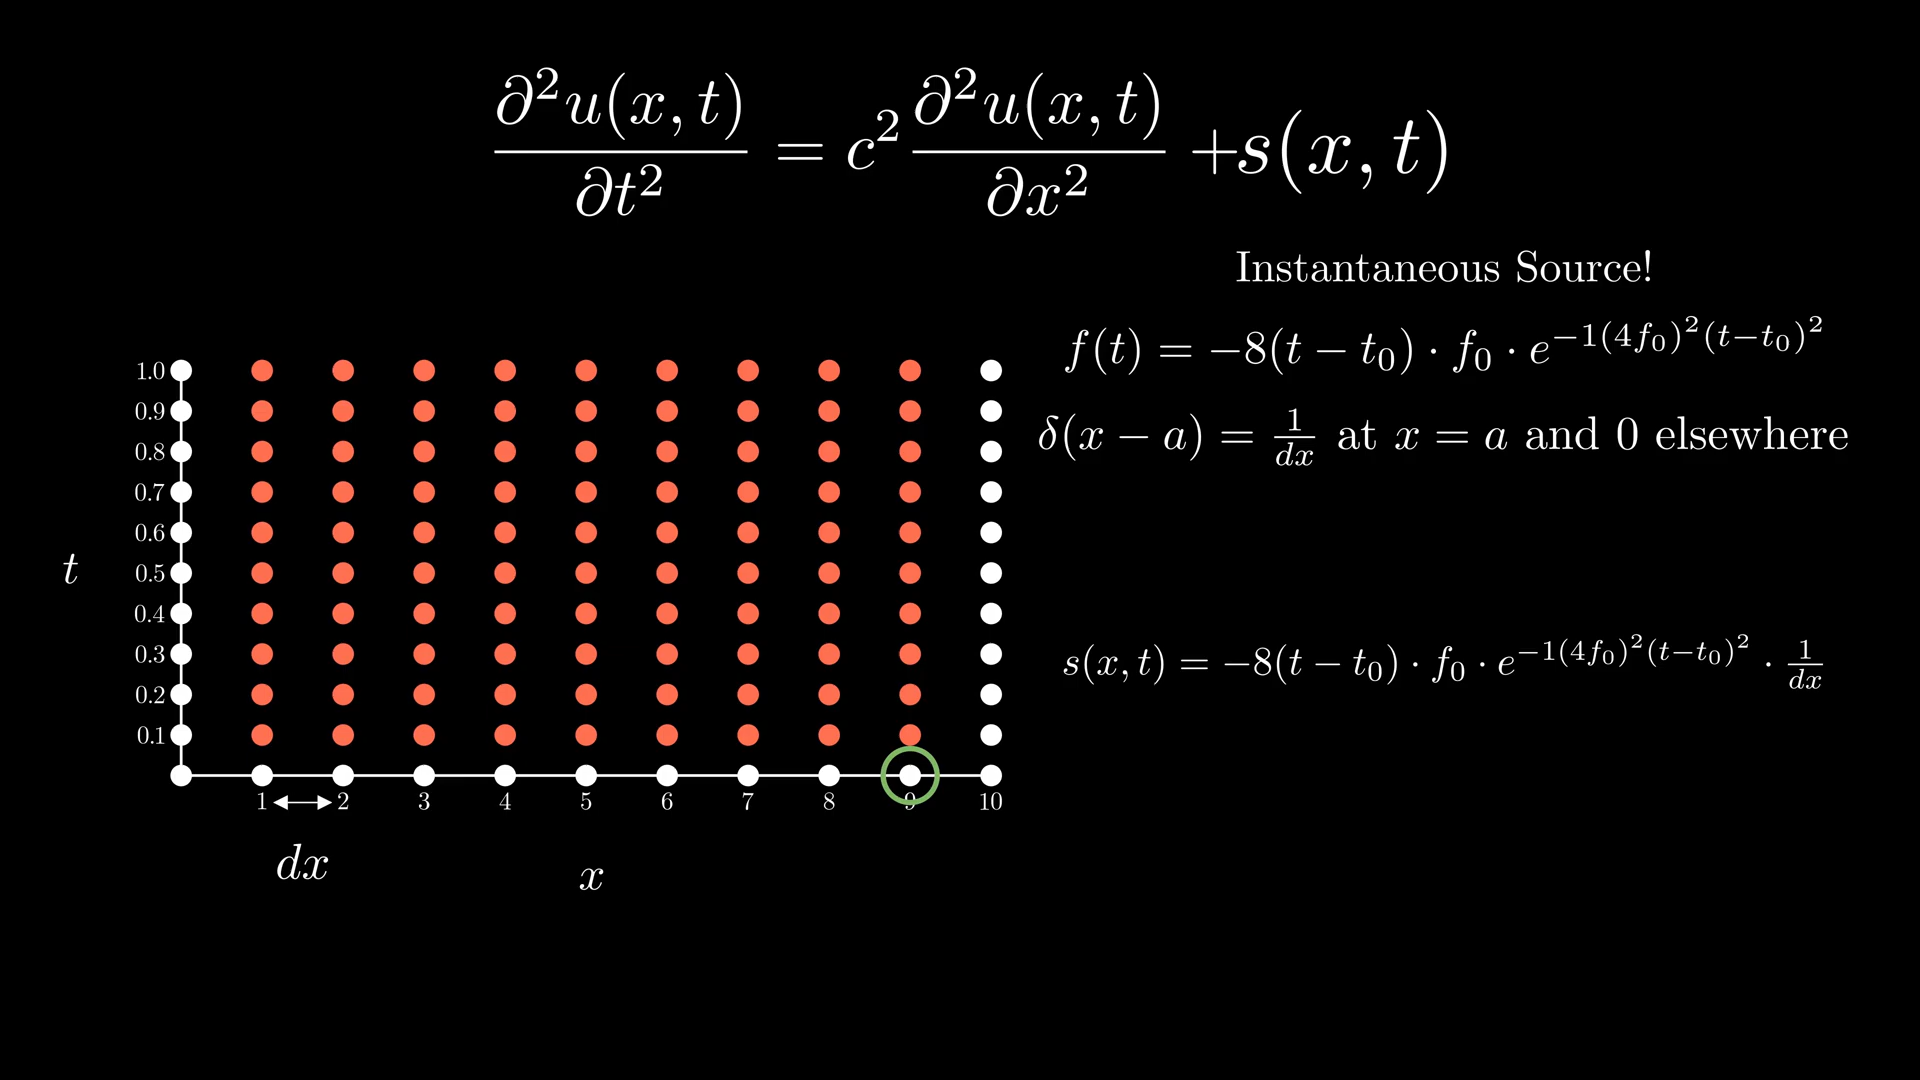 ∂²u(x, t)/∂t² = c² ∂²u(x, t)/∂x² + s(x, t)
Instantaneous Source!
f(t) = −8(t − t₀) · f₀ · e^{−1(4f₀)²(t−t₀)²}
δ(x − a) = 1/dx at x = a and 0 elsewhere
s(x, t) = −8(t − t₀) · f₀ · e^{−1(4f₀)²(t−t₀)²} · 1/dx
1.0
0.9
0.8
0.7
0.6
0.5
0.4
0.3
0.2
0.1
t
1 2 3 4 5 6 7 8 9 10
dx
x